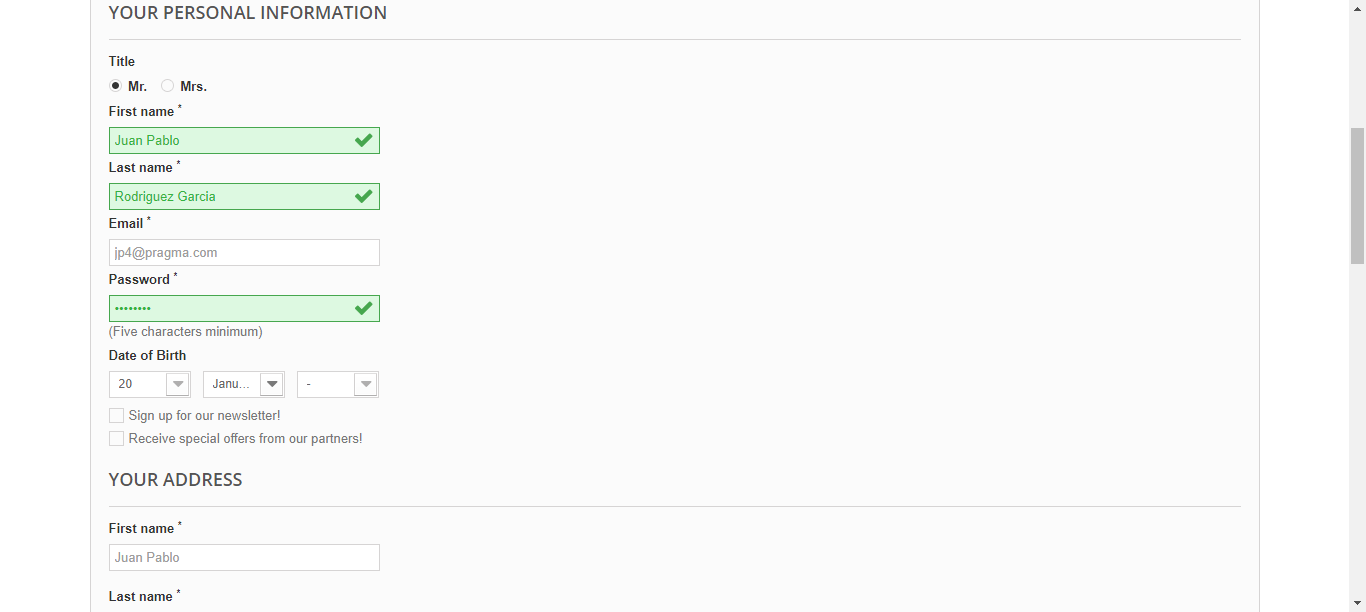 YOUR PERSONAL INFORMATION
Title
Mr. Mrs.
First name *
Juan Pablo
Last name *
Rodriguez Garcia
Email *
jp4@pragma.com
Password *
••••••••
(Five characters minimum)
Date of Birth
20 Janu... -
Sign up for our newsletter!
Receive special offers from our partners!
YOUR ADDRESS
First name *
Juan Pablo
Last name *